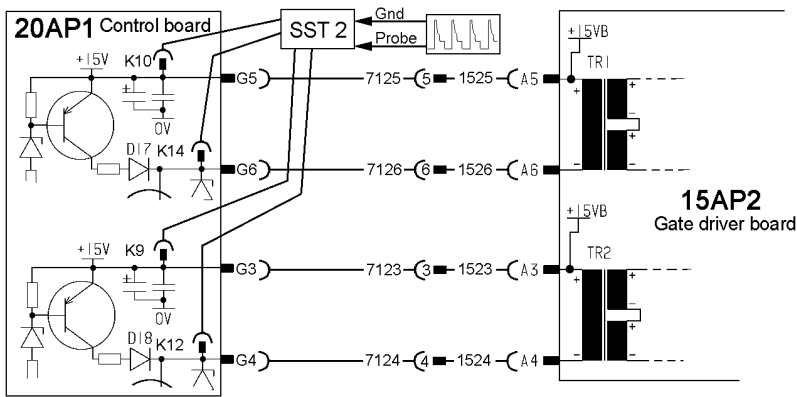 20AP1 Control board
SST 2
Gnd
Probe
+15V
K10
+
0V
D17
K14
G5
7125
5
1525
A5
G6
7126
6
1526
A6
+15VB
TR1
+
+
-
-
+
-
15AP2
Gate driver board
+15V
K9
+
0V
D18
K12
G3
7123
3
1523
A3
G4
7124
4
1524
A4
+15VB
TR2
+
+
-
-
+
-